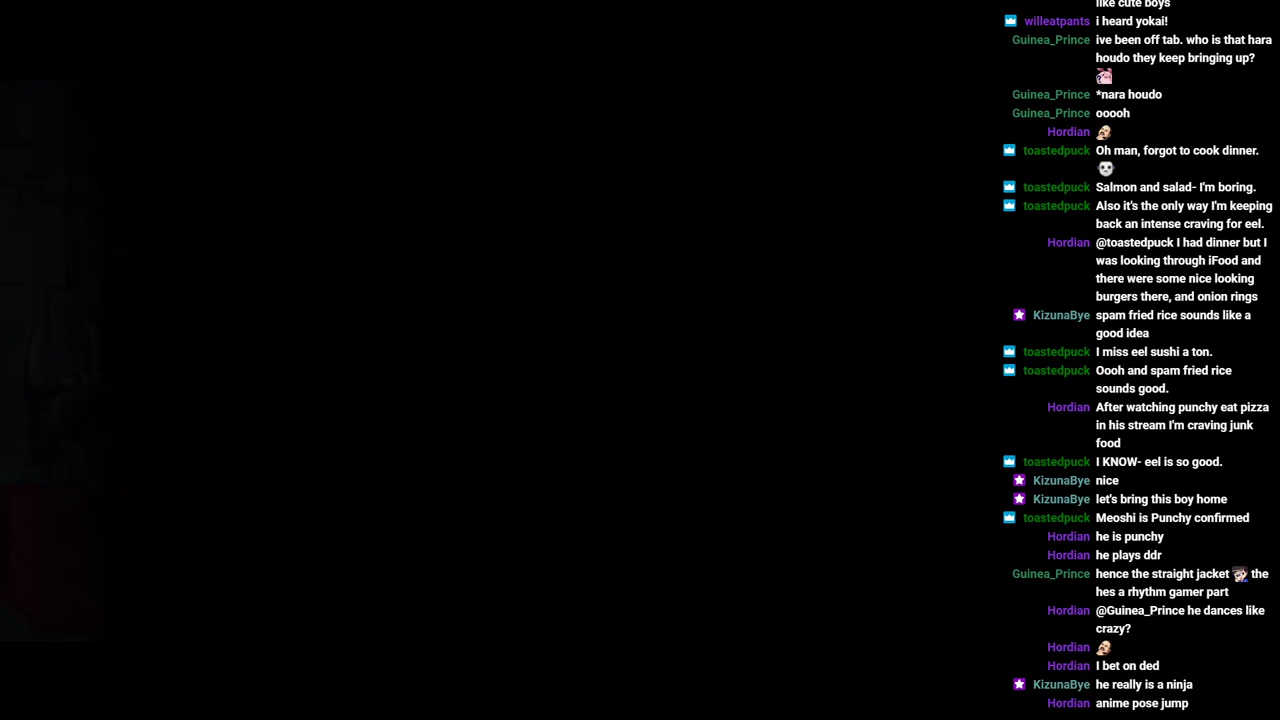 like cute boys
willeatpants i heard yokai!
Guinea_Prince ive been off tab. who is that hara
houdo they keep bringing up?
Guinea_Prince *nara houdo
Guinea_Prince ooooh
Hordian
toastedpuck Oh man, forgot to cook dinner.
toastedpuck Salmon and salad- I'm boring.
toastedpuck Also it's the only way I'm keeping
back an intense craving for eel.
Hordian @toastedpuck I had dinner but I
was looking through iFood and
there were some nice looking
burgers there, and onion rings
KizunaBye spam fried rice sounds like a
good idea
toastedpuck I miss eel sushi a ton.
toastedpuck Oooh and spam fried rice
sounds good.
Hordian After watching punchy eat pizza
in his stream I'm craving junk
food
toastedpuck I KNOW- eel is so good.
KizunaBye nice
KizunaBye let's bring this boy home
toastedpuck Meoshi is Punchy confirmed
Hordian he is punchy
Hordian he plays ddr
Guinea_Prince hence the straight jacket the
hes a rhythm gamer part
Hordian @Guinea_Prince he dances like
crazy?
Hordian
Hordian I bet on ded
KizunaBye he really is a ninja
Hordian anime pose jump